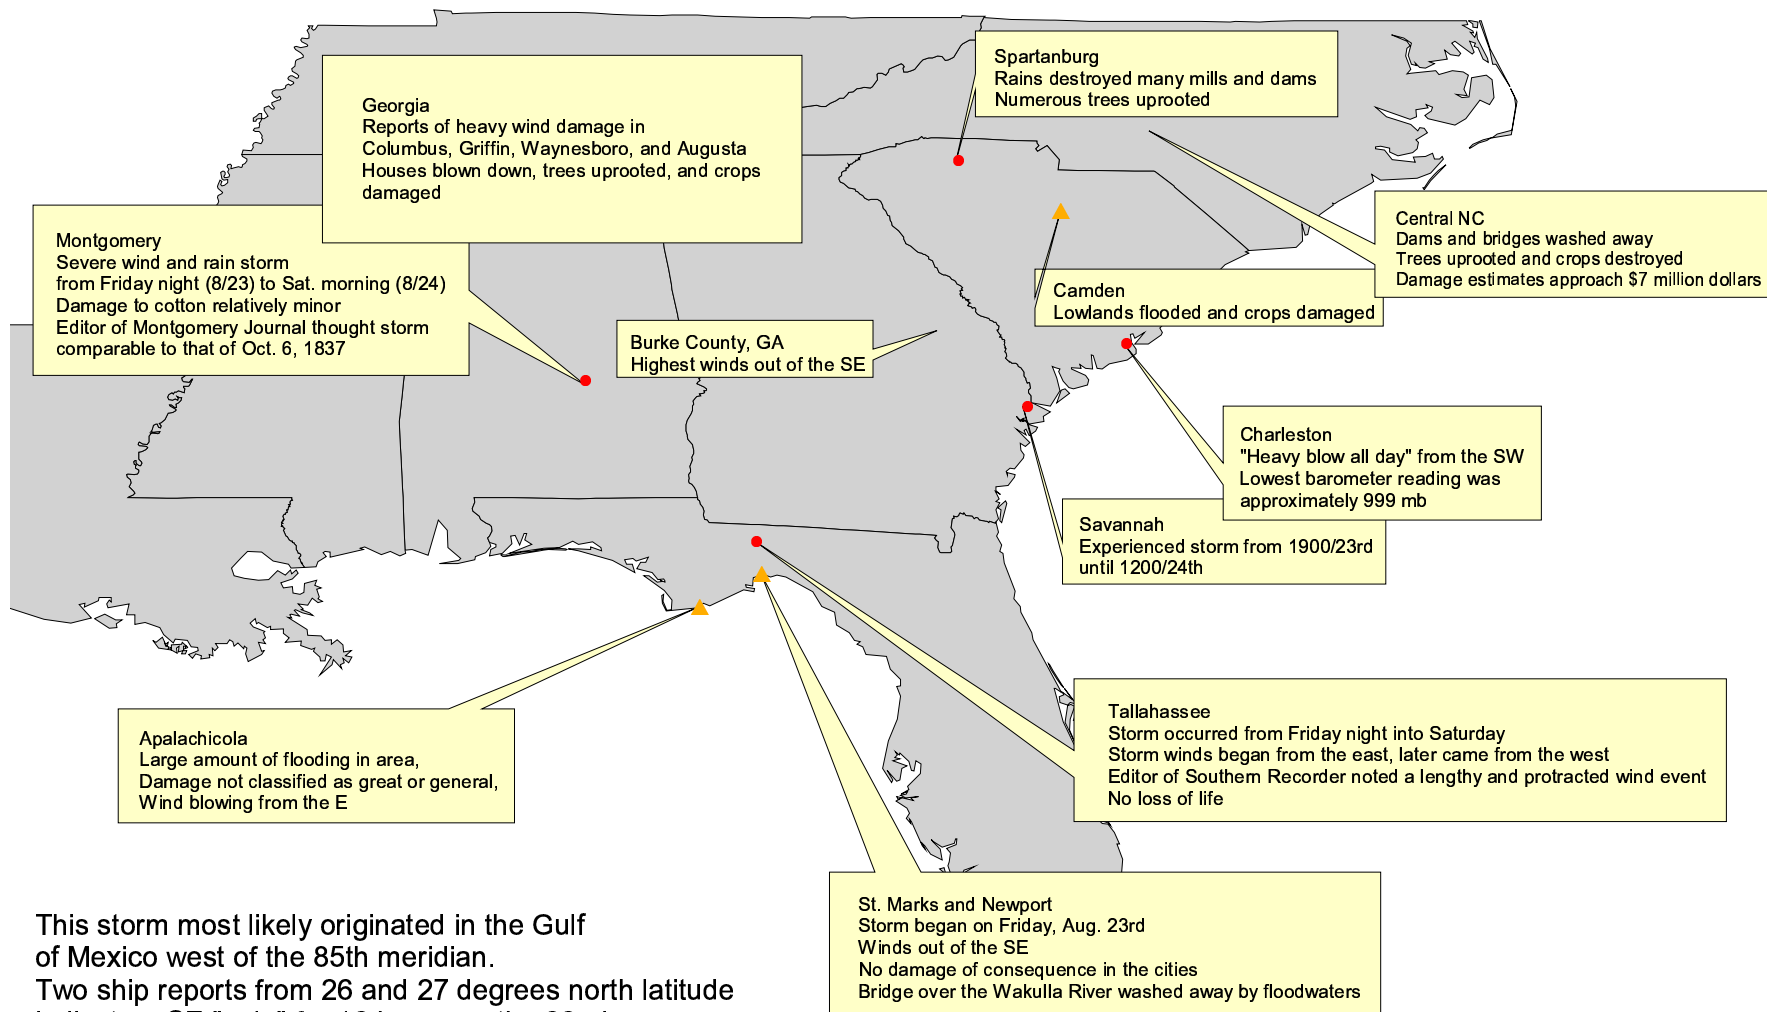 Spartanburg
Rains destroyed many mills and dams
Numerous trees uprooted
Georgia
Reports of heavy wind damage in
Columbus, Griffin, Waynesboro, and Augusta
Houses blown down, trees uprooted, and crops
damaged
Central NC
Dams and bridges washed away
Trees uprooted and crops destroyed
Damage estimates approach $7 million dollars
Montgomery
Severe wind and rain storm
from Friday night (8/23) to Sat. morning (8/24)
Damage to cotton relatively minor
Editor of Montgomery Journal thought storm
comparable to that of Oct. 6, 1837
Camden
Lowlands flooded and crops damaged
Burke County, GA
Highest winds out of the SE
Charleston
"Heavy blow all day" from the SW
Lowest barometer reading was
approximately 999 mb
Savannah
Experienced storm from 1900/23rd
until 1200/24th
Tallahassee
Storm occurred from Friday night into Saturday
Storm winds began from the east, later came from the west
Editor of Southern Recorder noted a lengthy and protracted wind event
No loss of life
Apalachicola
Large amount of flooding in area,
Damage not classified as great or general,
Wind blowing from the E
St. Marks and Newport
Storm began on Friday, Aug. 23rd
Winds out of the SE
No damage of consequence in the cities
Bridge over the Wakulla River washed away by floodwaters
This storm most likely originated in the Gulf
of Mexico west of the 85th meridian.
Two ship reports from 26 and 27 degrees north latitude